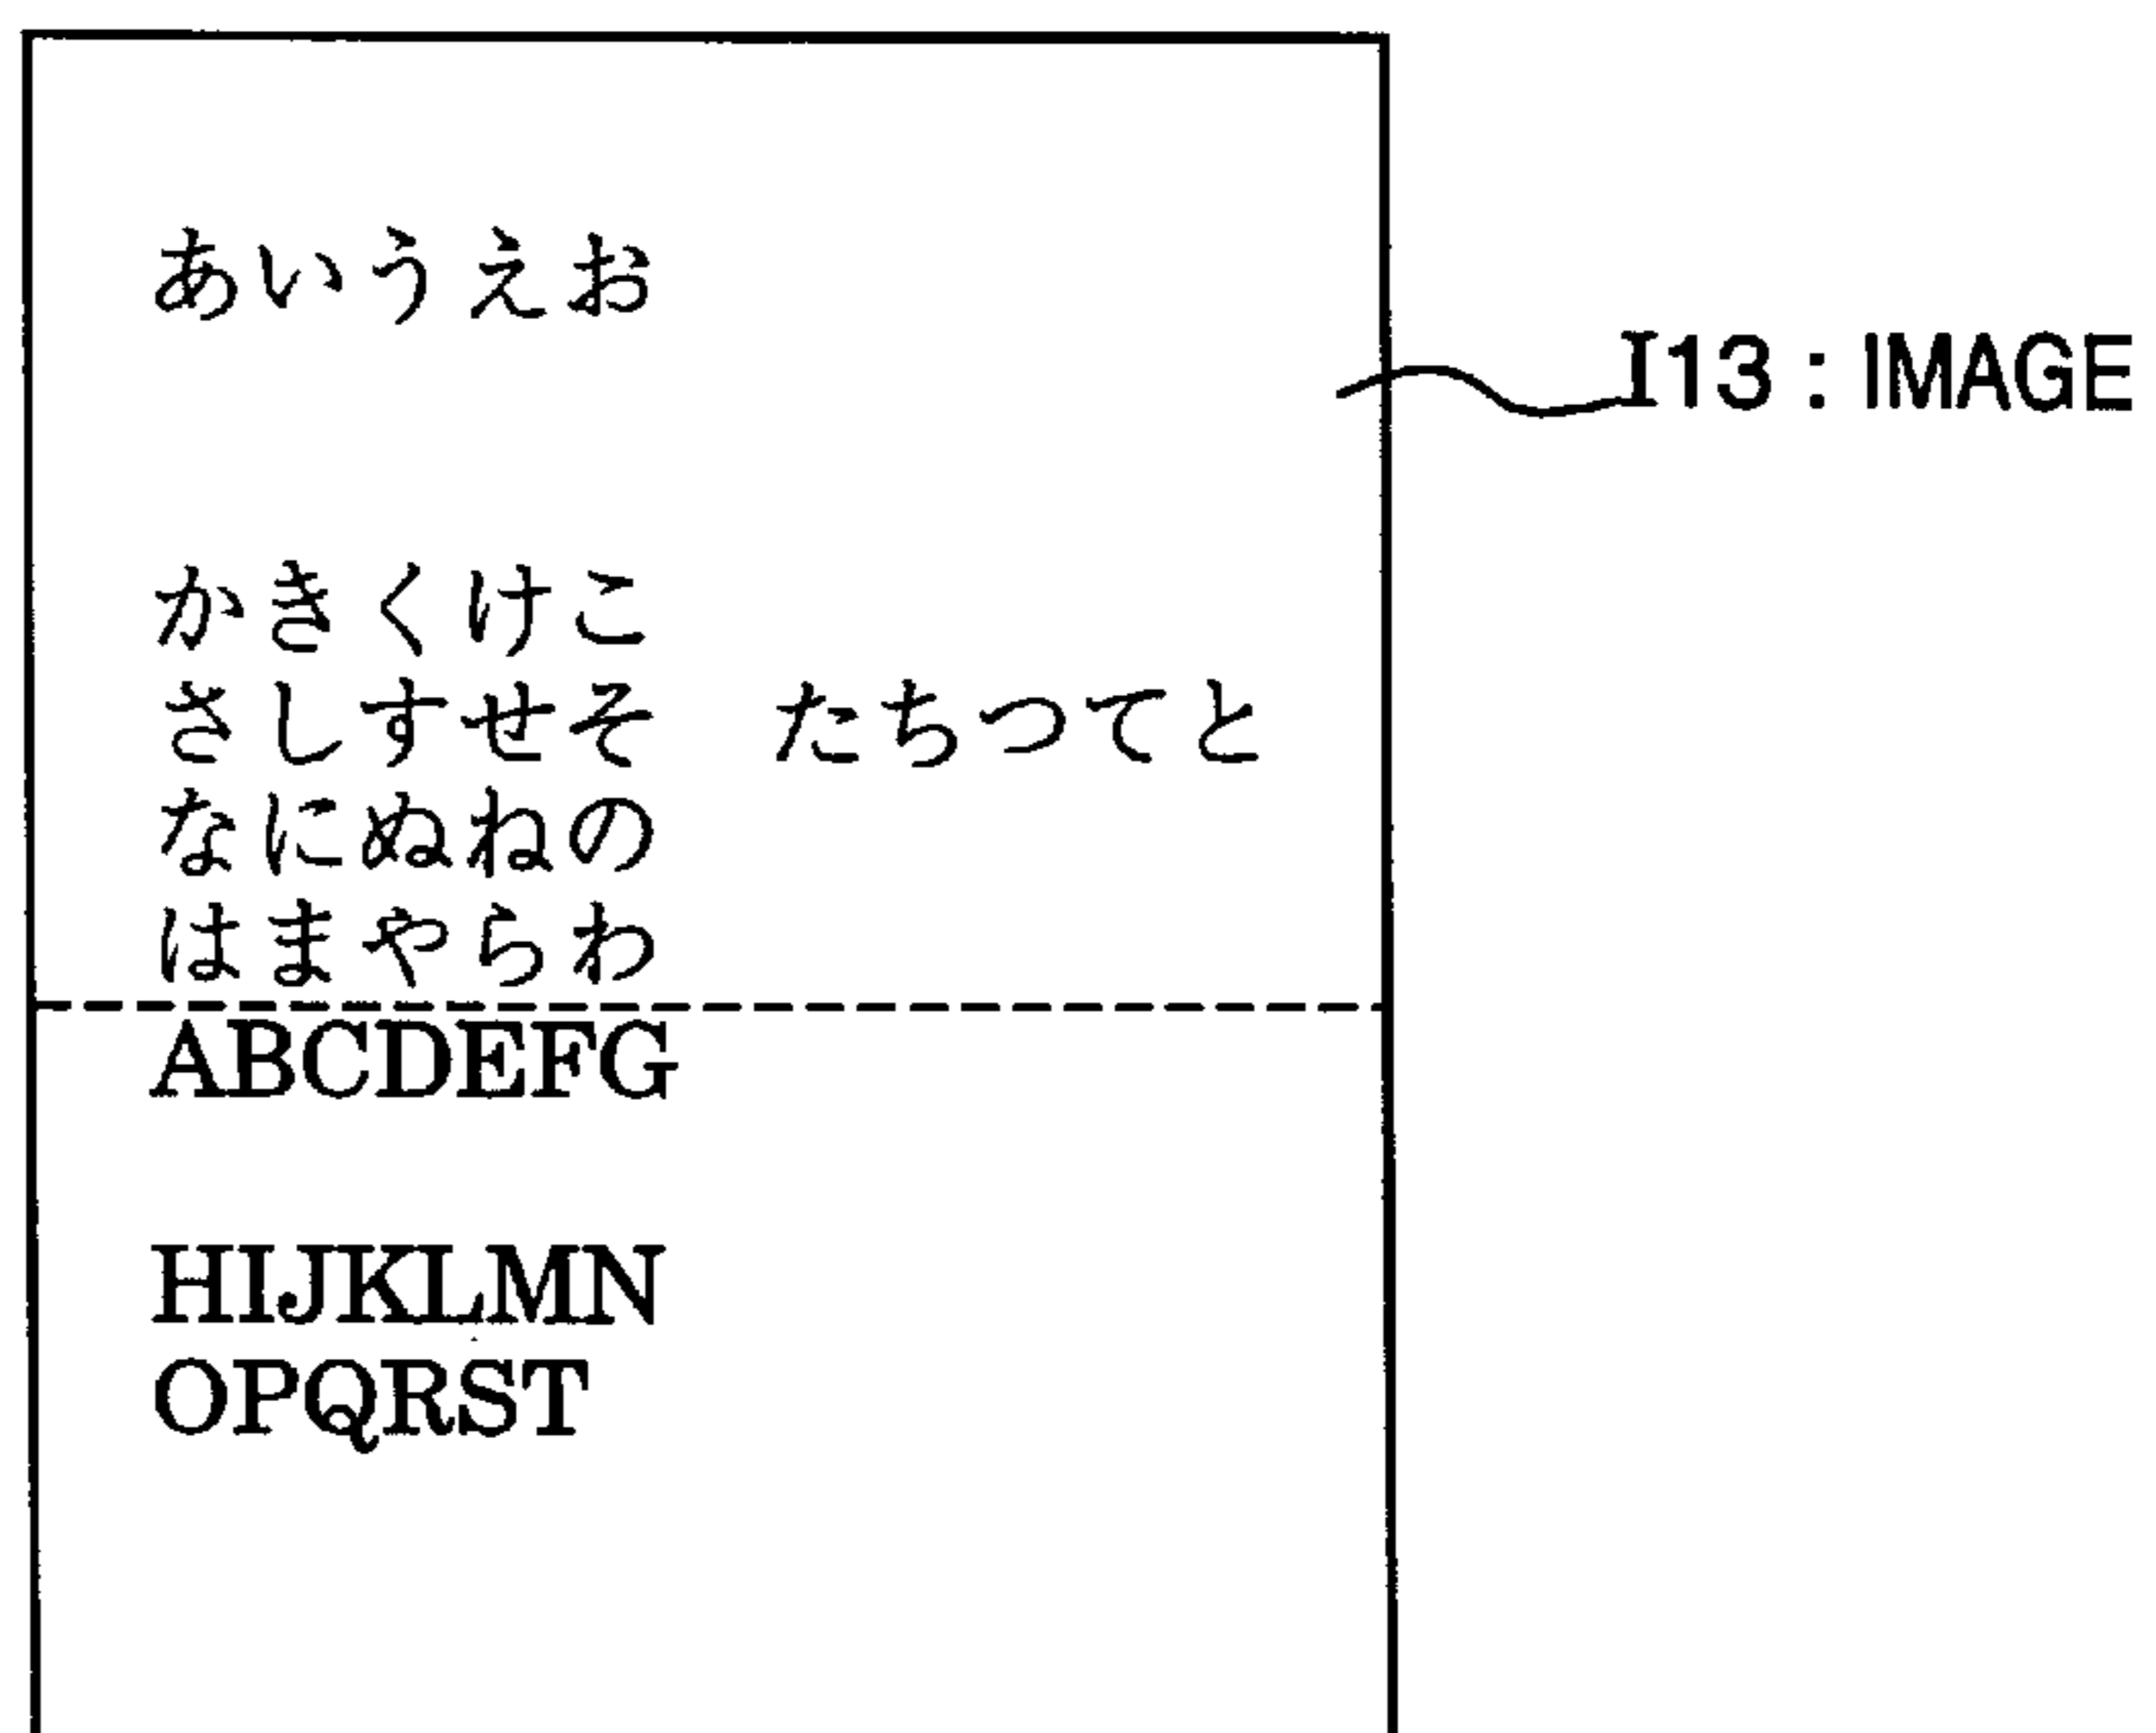 あいうえお
I13 : IMAGE
かきくけこ
さしすせそ　たちつてと
なにぬねの
はまやらわ
ABCDEFG
HIJKLMN
OPQRST